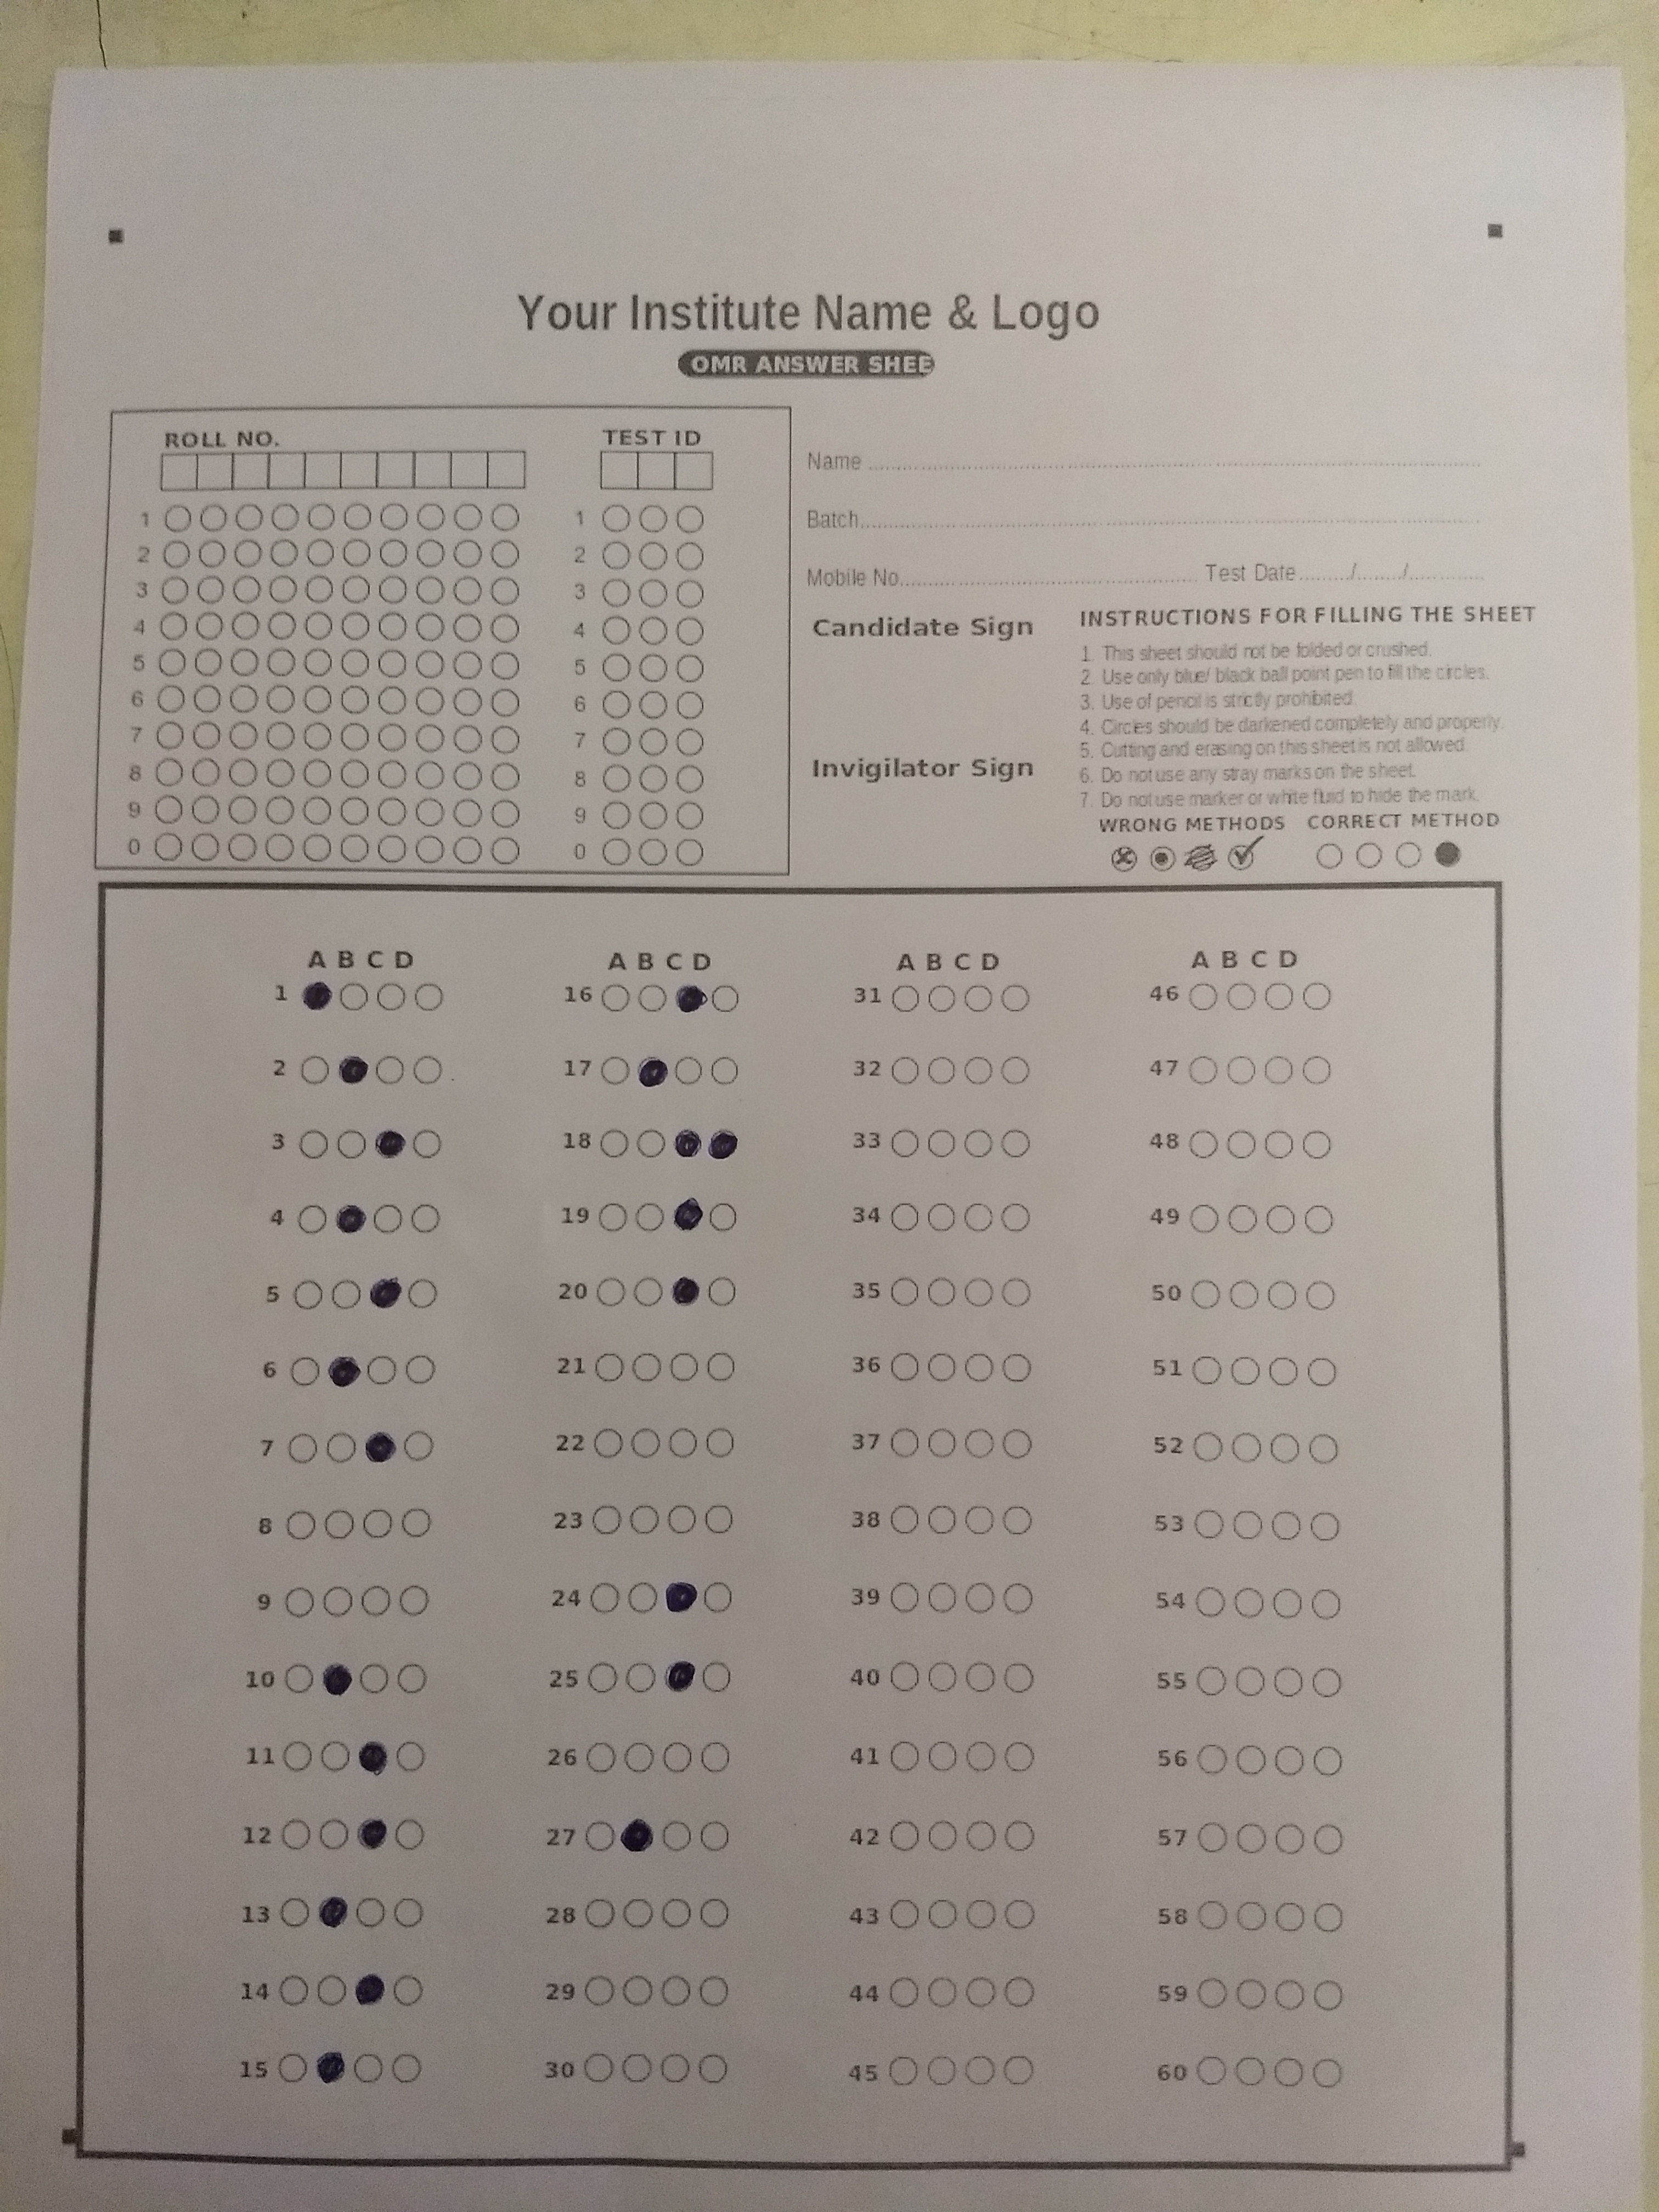 Your Institute Name & Logo
OMR ANSWER SHEE
ROLL NO.
TEST ID
1 1
2 2
3 3
4 4
5 5
6 6
7 7
8 8
9 9
0 0
Name
Batch
Mobile No. Test Date / /
Candidate Sign
Invigilator Sign
INSTRUCTIONS FOR FILLING THE SHEET
1. This sheet should not be folded or crushed.
2. Use only blue/ black ball point pen to fill the circles.
3. Use of pencil is strictly prohibited.
4. Circles should be darkened completely and properly.
5. Cutting and erasing on this sheet is not allowed.
6. Do not use any stray marks on the sheet.
7. Do not use marker or white fluid to hide the mark.
WRONG METHODS CORRECT METHOD
A B C D A B C D A B C D A B C D
1 16 31 46
2 17 32 47
3 18 33 48
4 19 34 49
5 20 35 50
6 21 36 51
7 22 37 52
8 23 38 53
9 24 39 54
10 25 40 55
11 26 41 56
12 27 42 57
13 28 43 58
14 29 44 59
15 30 45 60